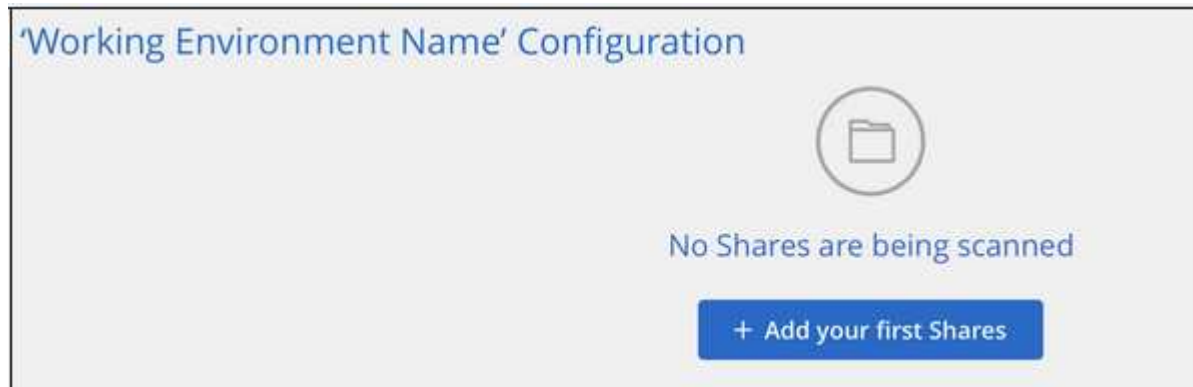 ‘Working Environment Name’ Configuration
No Shares are being scanned
+ Add your first Shares